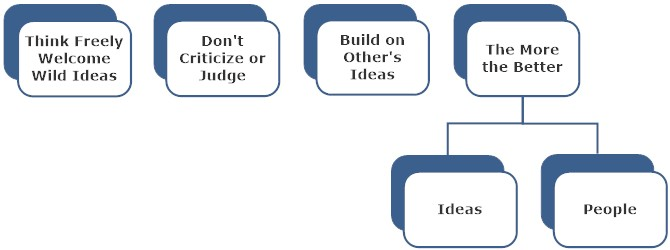 Think Freely
Welcome
Wild Ideas
Don't
Criticize or
Judge
Build on
Other's
Ideas
The More
the Better
Ideas
People